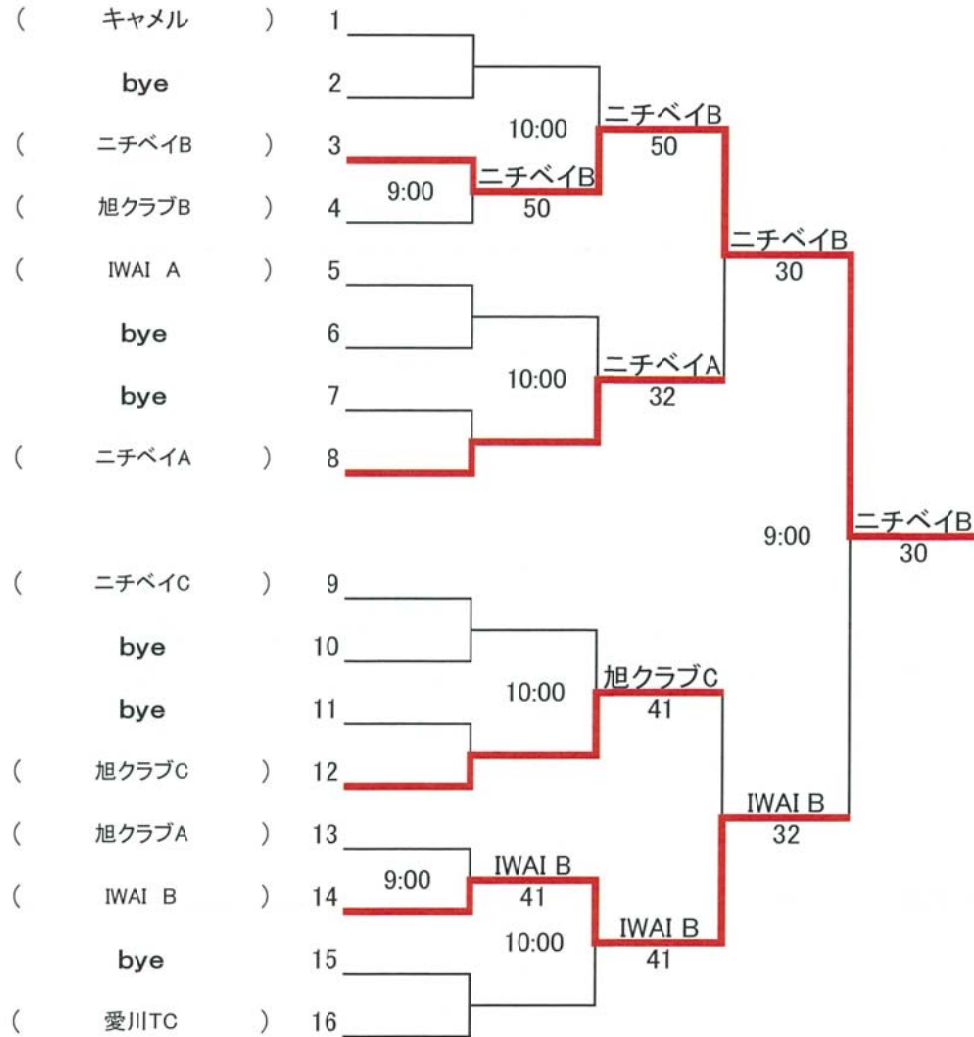 ( キャメル ) 1
bye 2
10:00 ニチベイB
50
( ニチベイB ) 3
9:00 ニチベイB
50
( 旭クラブB ) 4
ニチベイB
30
( IWAI A ) 5
bye 6
10:00 ニチベイA
32
bye 7
( ニチベイA ) 8
9:00 ニチベイB
30
( ニチベイC ) 9
bye 10
10:00 旭クラブC
41
bye 11
( 旭クラブC ) 12
IWAI B
32
( 旭クラブA ) 13
9:00 IWAI B
41
( IWAI B ) 14
10:00 IWAI B
41
bye 15
( 愛川TC ) 16